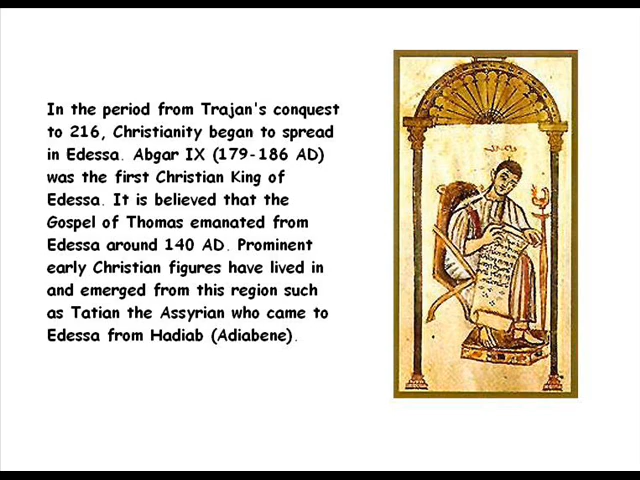 In the period from Trajan's conquest
to 216, Christianity began to spread
in Edessa. Abgar IX (179-186 AD)
was the first Christian King of
Edessa. It is believed that the
Gospel of Thomas emanated from
Edessa around 140 AD. Prominent
early Christian figures have lived in
and emerged from this region such
as Tatian the Assyrian who came to
Edessa from Hadiab (Adiabene).